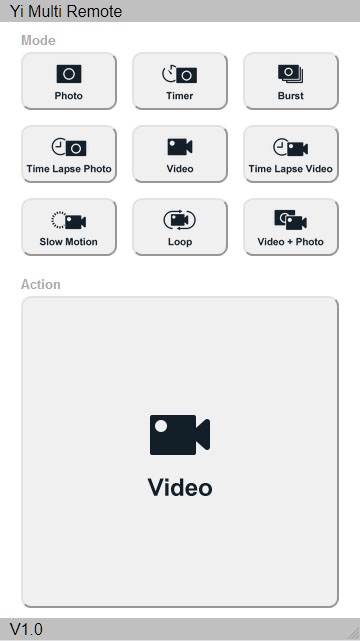 Yi Multi Remote
Mode
Photo
Timer
Burst
Time Lapse Photo
Video
Time Lapse Video
Slow Motion
Loop
Video + Photo
Action
Video
V1.0